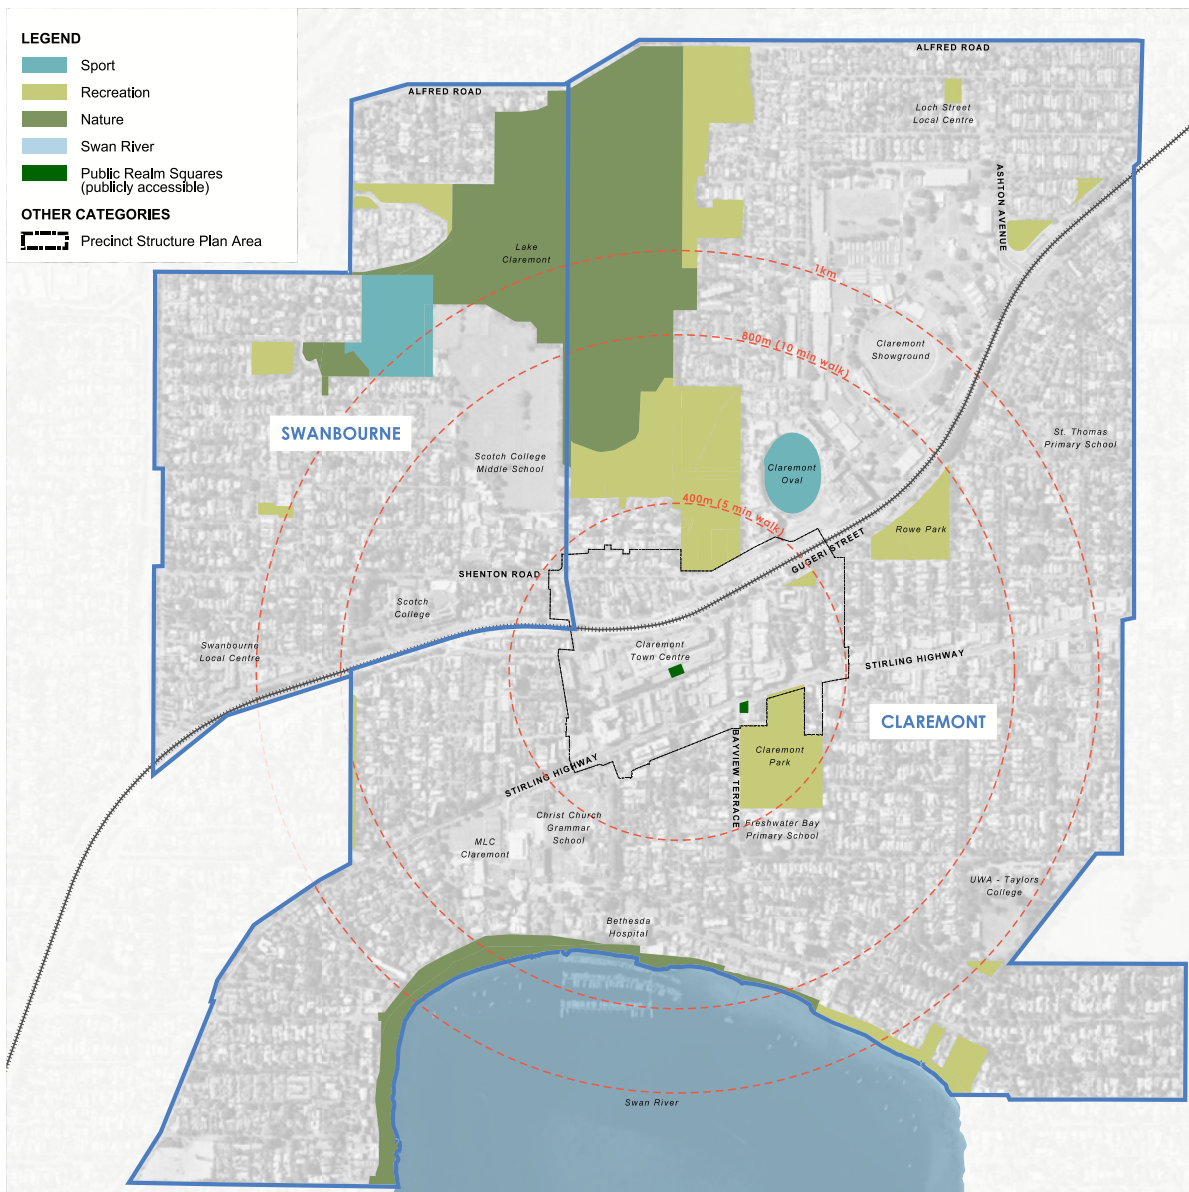 LEGEND
Sport
Recreation
Nature
Swan River
Public Realm Squares
(publicly accessible)
OTHER CATEGORIES
Precinct Structure Plan Area
ALFRED ROAD
ALFRED ROAD
Loch Street
Local Centre
ASHTON AVENUE
Lake
Claremont
1km
800m (10 min walk)
Claremont
Showground
SWANBOURNE
St. Thomas
Primary School
Scotch College
Middle School
Claremont
Oval
400m (5 min walk)
Rowe Park
GUGERI STREET
SHENTON ROAD
Scotch
College
Swanbourne
Local Centre
Claremont
Town Centre
STIRLING HIGHWAY
CLAREMONT
BAYVIEW TERRACE
Claremont
Park
STIRLING HIGHWAY
Christ Church
Grammar
School
Freshwater Bay
Primary School
MLC
Claremont
UWA - Taylors
College
Bethesda
Hospital
Swan River